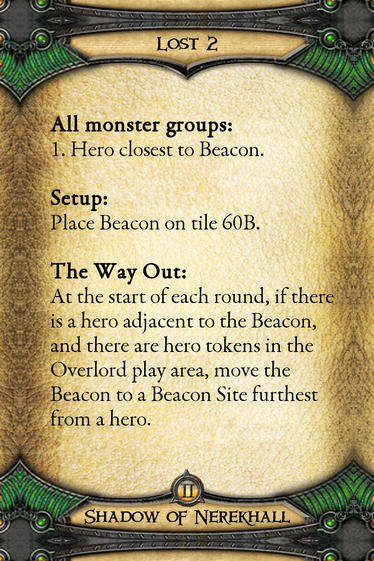 Lost 2
All monster groups:
1. Hero closest to Beacon.
Setup:
Place Beacon on tile 60B.
The Way Out:
At the start of each round, if there
is a hero adjacent to the Beacon,
and there are hero tokens in the
Overlord play area, move the
Beacon to a Beacon Site furthest
from a hero.
II
Shadow of Nerekhall